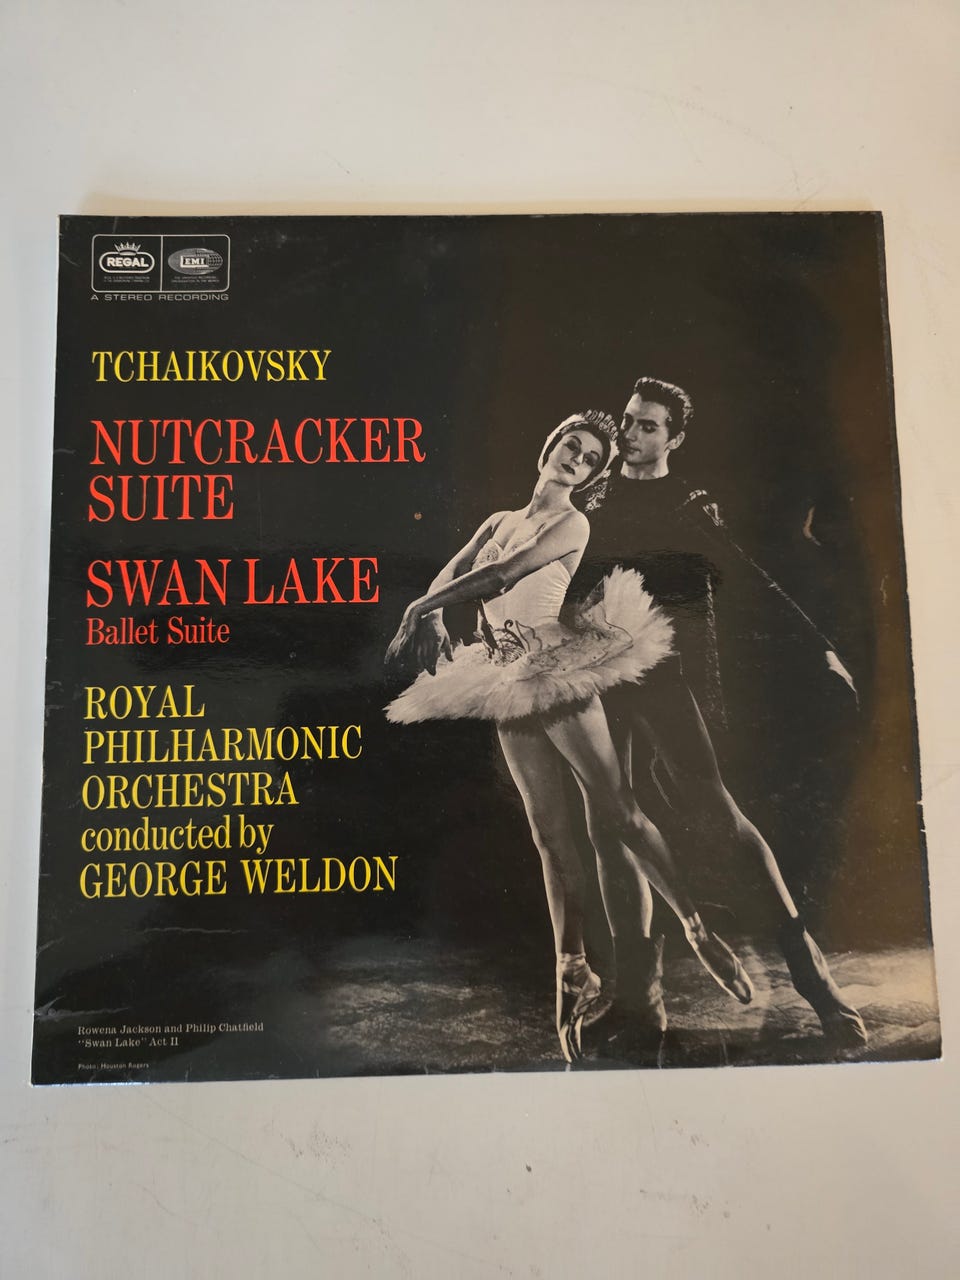 REGAL
EMI
A STEREO RECORDING
TCHAIKOVSKY
NUTCRACKER
SUITE
SWAN LAKE
Ballet Suite
ROYAL
PHILHARMONIC
ORCHESTRA
conducted by
GEORGE WELDON
Rowena Jackson and Philip Chatfield
"Swan Lake" Act II
Photo: Houston Rogers